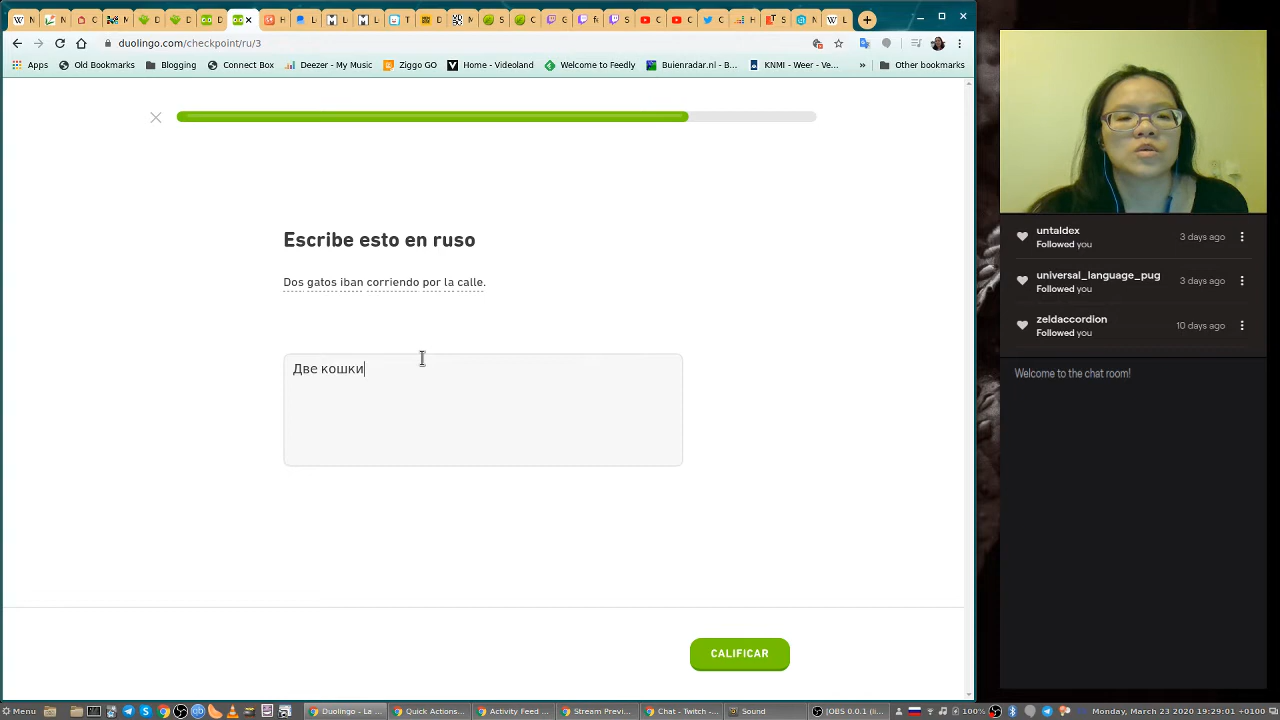 duolingo.com/checkpoint/ru/3
Apps
Old Bookmarks
Blogging
Connect Box
Deezer - My Music
Ziggo GO
Home - Videoland
Welcome to Feedly
Buienradar.nl - B...
KNMI - Weer - Ve...
»
Other bookmarks
Escribe esto en ruso
Dos gatos iban corriendo por la calle.
Две кошки
CALIFICAR
untaldex
Followed you
3 days ago
universal_language_pug
Followed you
3 days ago
zeldaccordion
Followed you
10 days ago
Welcome to the chat room!
Menu
Duolingo - La ...
Quick Actions...
Activity Feed ...
Stream Previ...
Chat - Twitch -...
Sound
[OBS 0.0.1 (li...
100%
Monday, March 23 2020 19:29:01 +0100